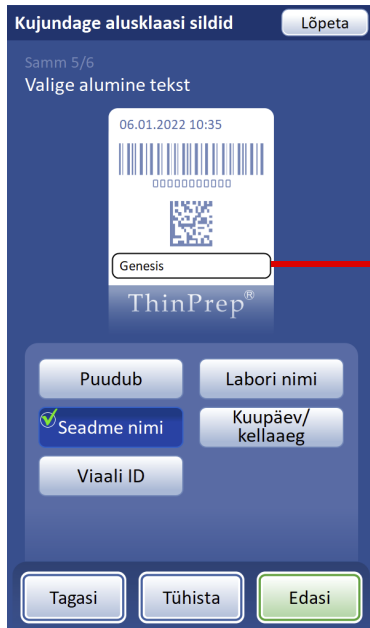 Kujundage alusklaasi sildid
Lõpeta
Samm 5/6
Valige alumine tekst
06.01.2022 10:35
00000000000
Genesis
ThinPrep®
Puudub
Labori nimi
Seadme nimi
Kuupäev/
kellaaeg
Viaali ID
Tagasi
Tühista
Edasi